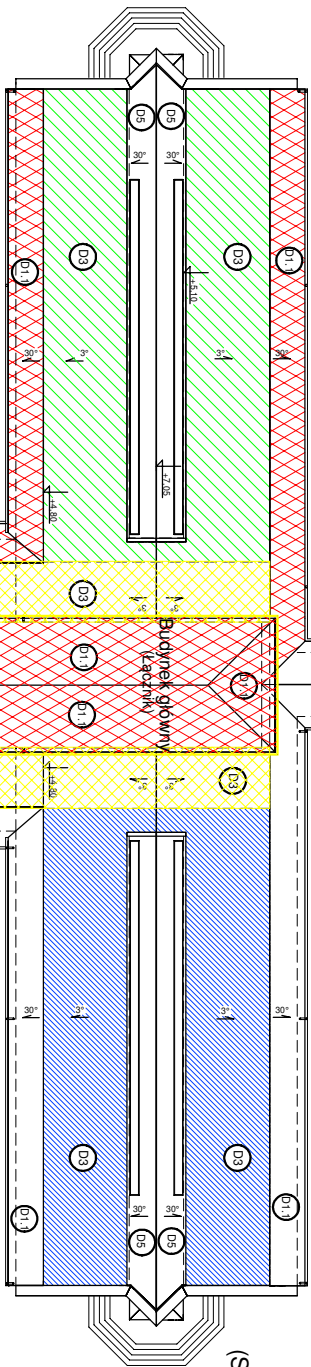 D5
D5
30°
30°
D1.1
D3
D3
D1.1
+5.10
30°
3°
3°
30°
+7.05
+4.80
D3
3°
3°
Budynek główny
(Łącznik)
D1.1
D1.1
D1.1
+4.80
3°
3°
D3
30°
3°
3°
30°
D3
D3
D1.1
D1.1
30°
30°
D5
D5
(S